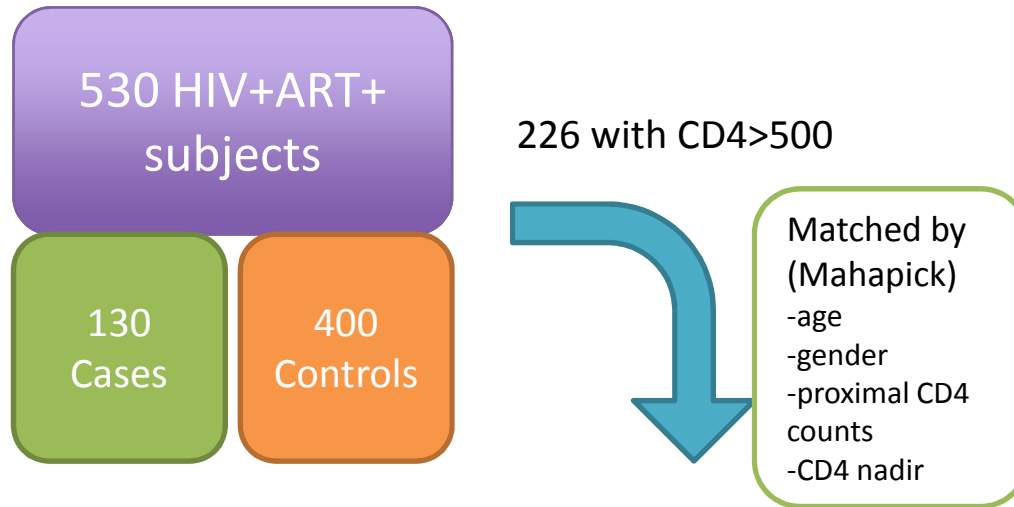 530 HIV+ART+
subjects
226 with CD4>500
130
Cases
400
Controls
Matched by
(Mahapick)
-age
-gender
-proximal CD4
counts
-CD4 nadir